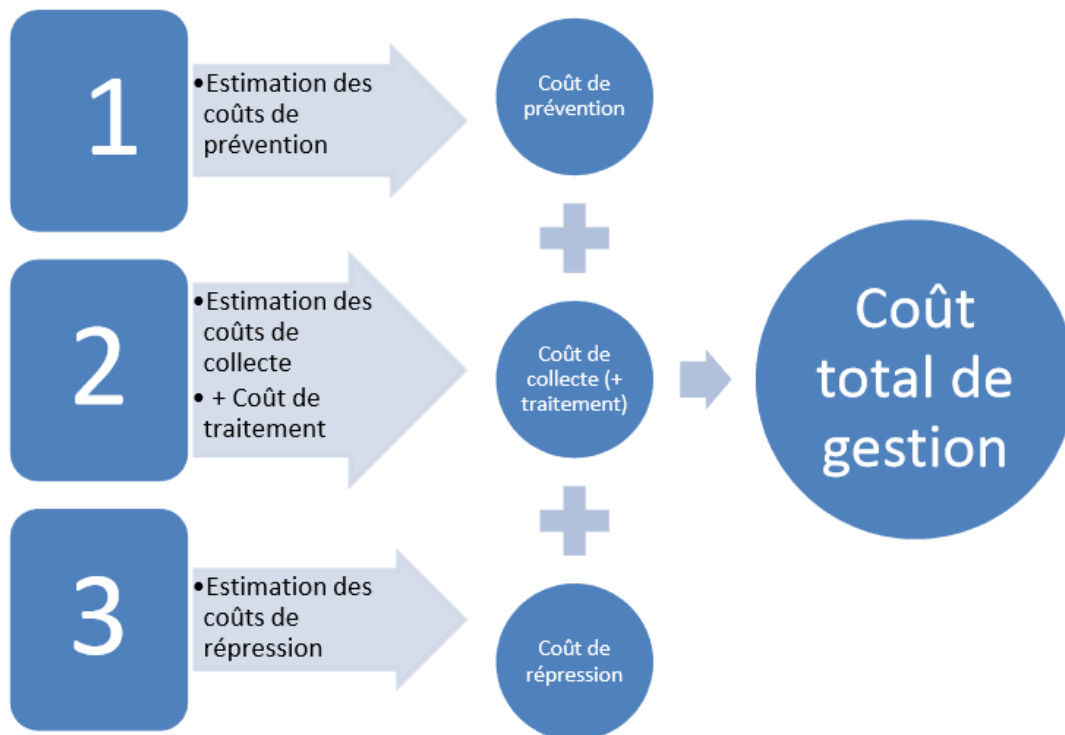 1
•Estimation des
coûts de
prévention
Coût de
prévention
2
•Estimation des
coûts de
collecte
• + Coût de
traitement
Coût de
collecte (+
traitement)
3
•Estimation des
coûts de
répression
Coût de
répression
Coût
total de
gestion